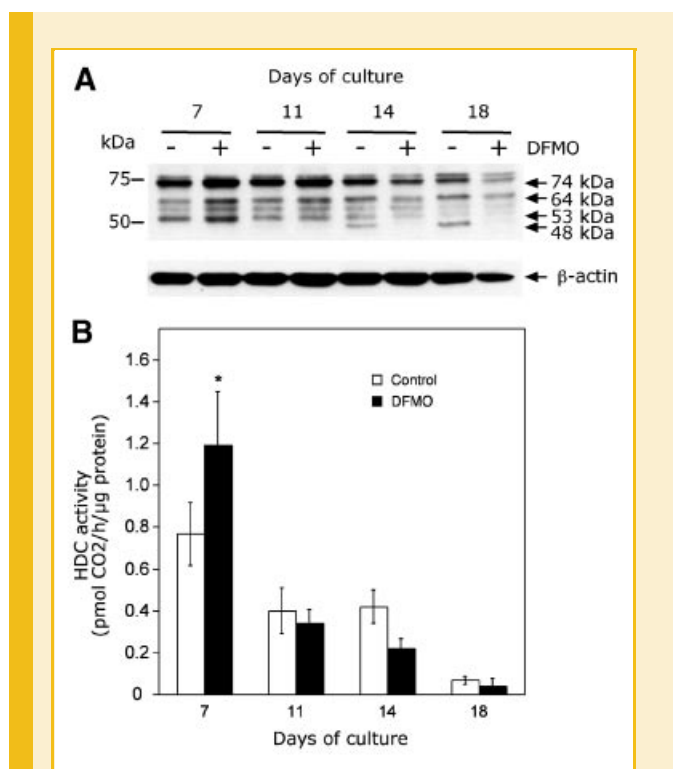 A
Days of culture
7 11 14 18
kDa - + - + - + - + DFMO
75– 74 kDa
64 kDa
50– 53 kDa
48 kDa
β-actin
B
1.6
1.4
1.2
1.0
0.8
0.6
0.4
0.2
0
HDC activity
(pmol CO2/h/μg protein)
*
Control
DFMO
7 11 14 18
Days of culture